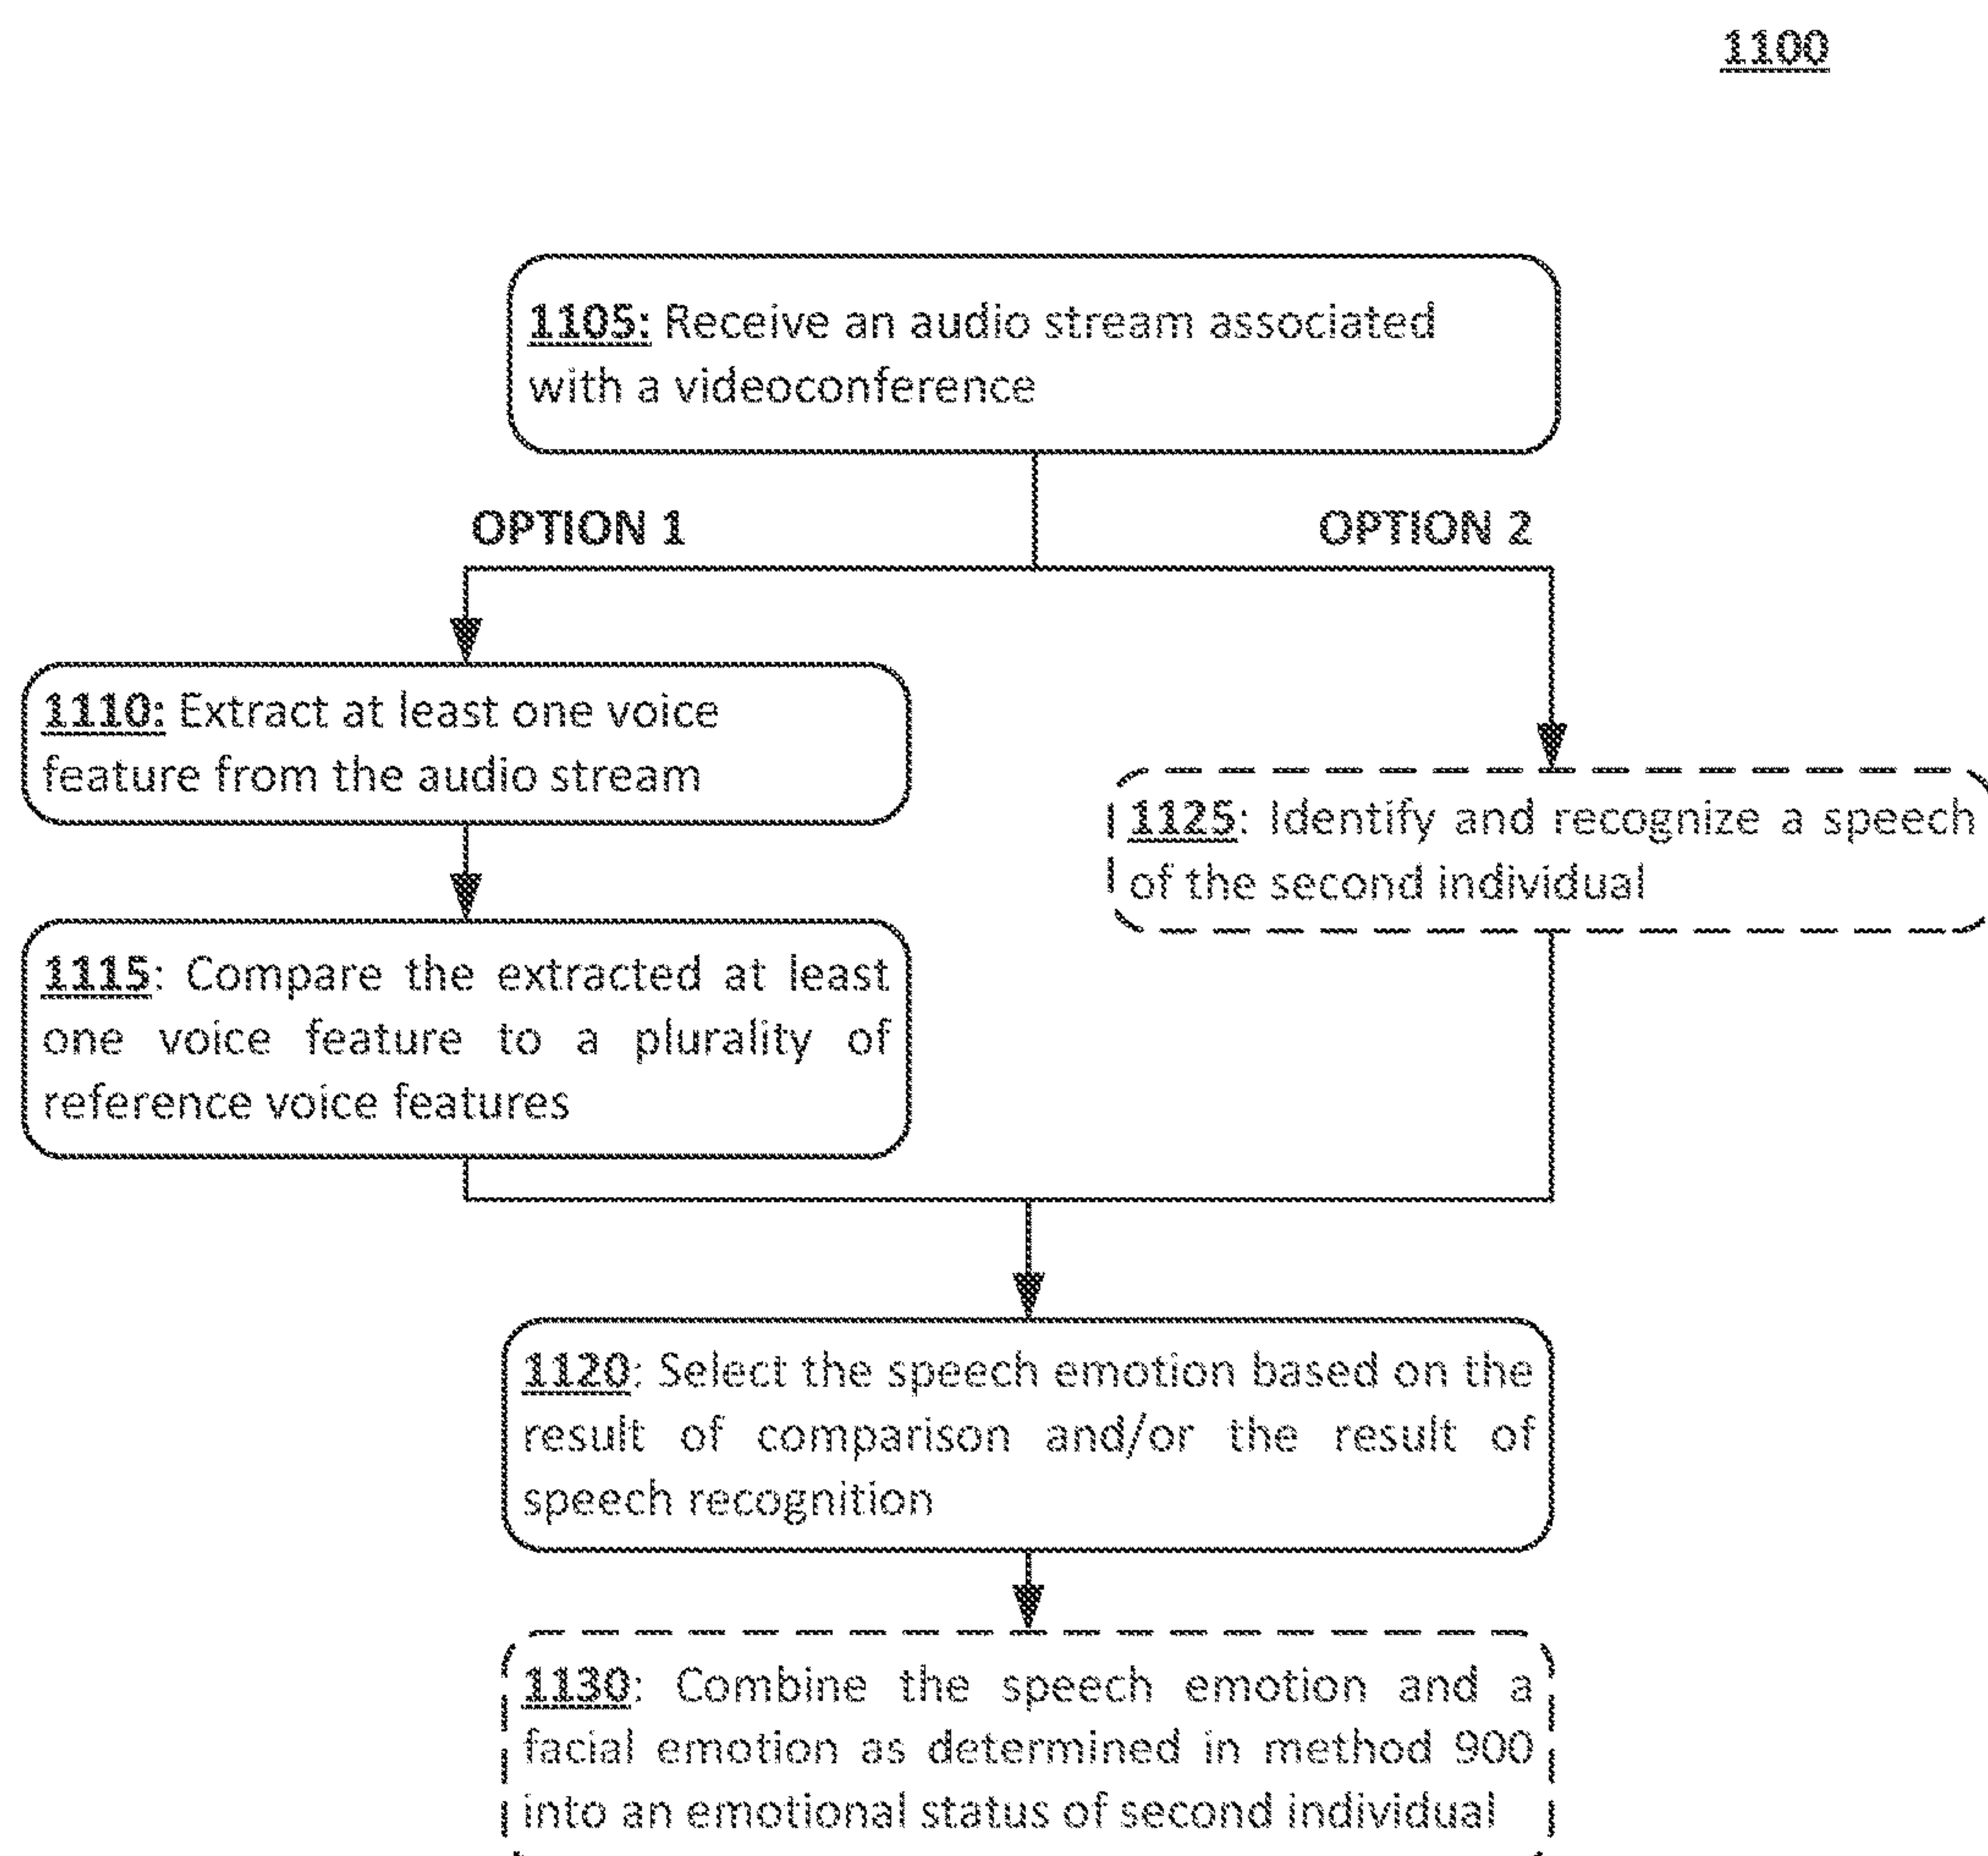 1100
1105: Receive an audio stream associated
with a videoconference
OPTION 1
OPTION 2
1110: Extract at least one voice
feature from the audio stream
1125: Identify and recognize a speech
of the second individual
1115: Compare the extracted at least
one voice feature to a plurality of
reference voice features
1120: Select the speech emotion based on the
result of comparison and/or the result of
speech recognition
1130: Combine the speech emotion and a
facial emotion as determined in method 900
into an emotional status of second individual